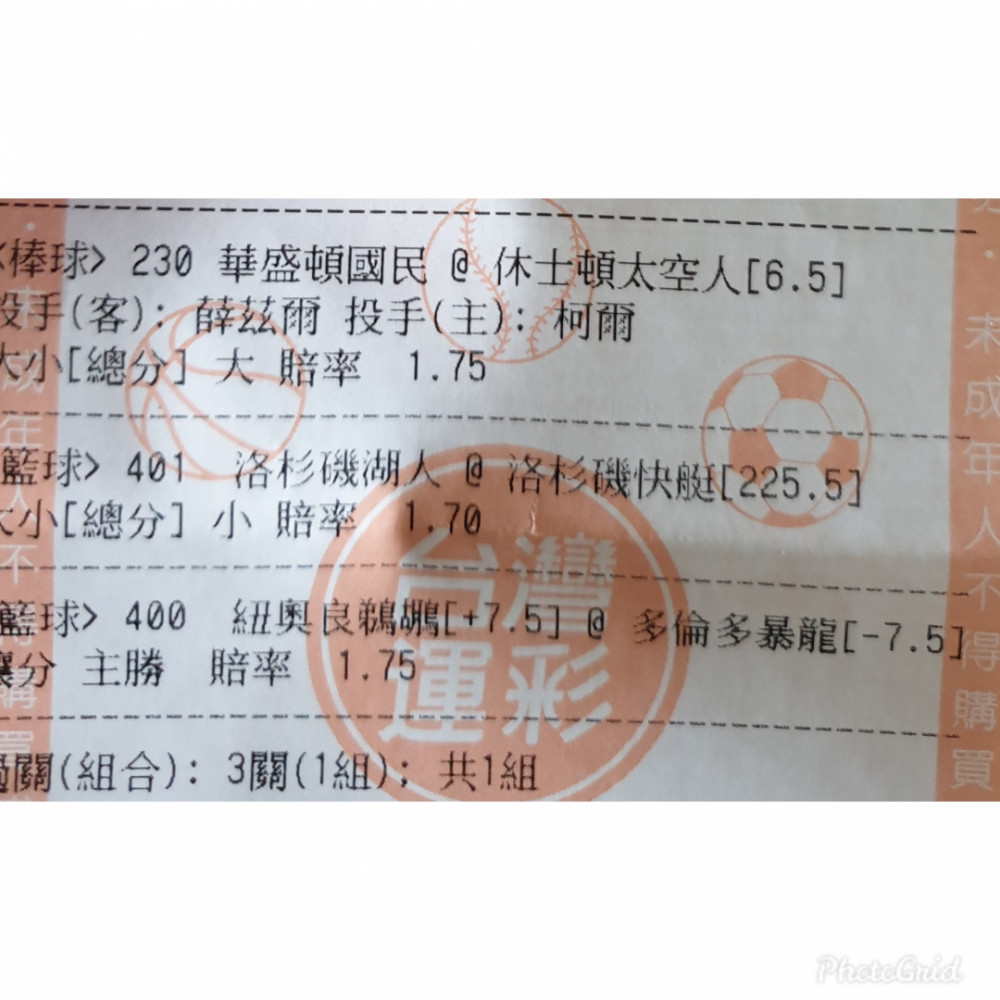 <棒球> 230 華盛頓國民 @ 休士頓太空人[6.5]
投手(客): 薛茲爾 投手(主): 柯爾
大小[總分] 大 賠率 1.75
籃球> 401 洛杉磯湖人 @ 洛杉磯快艇[225.5]
大小[總分] 小 賠率 1.70
籃球> 400 紐奧良鵜鶘[+7.5] @ 多倫多暴龍[-7.5]
讓分 主勝 賠率 1.75
過關(組合): 3關(1組); 共1組
台灣
運彩
未成年人不得購買
PhotoGrid